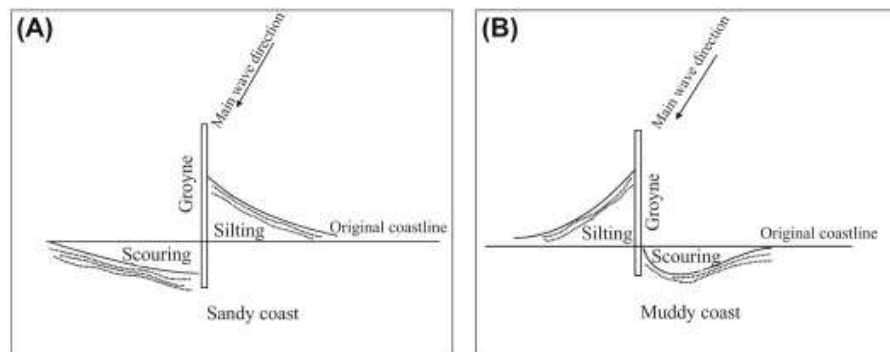 (A)
Main wave direction
Groyne
Silting
Original coastline
Scouring
Sandy coast
(B)
Main wave direction
Groyne
Silting
Original coastline
Scouring
Muddy coast